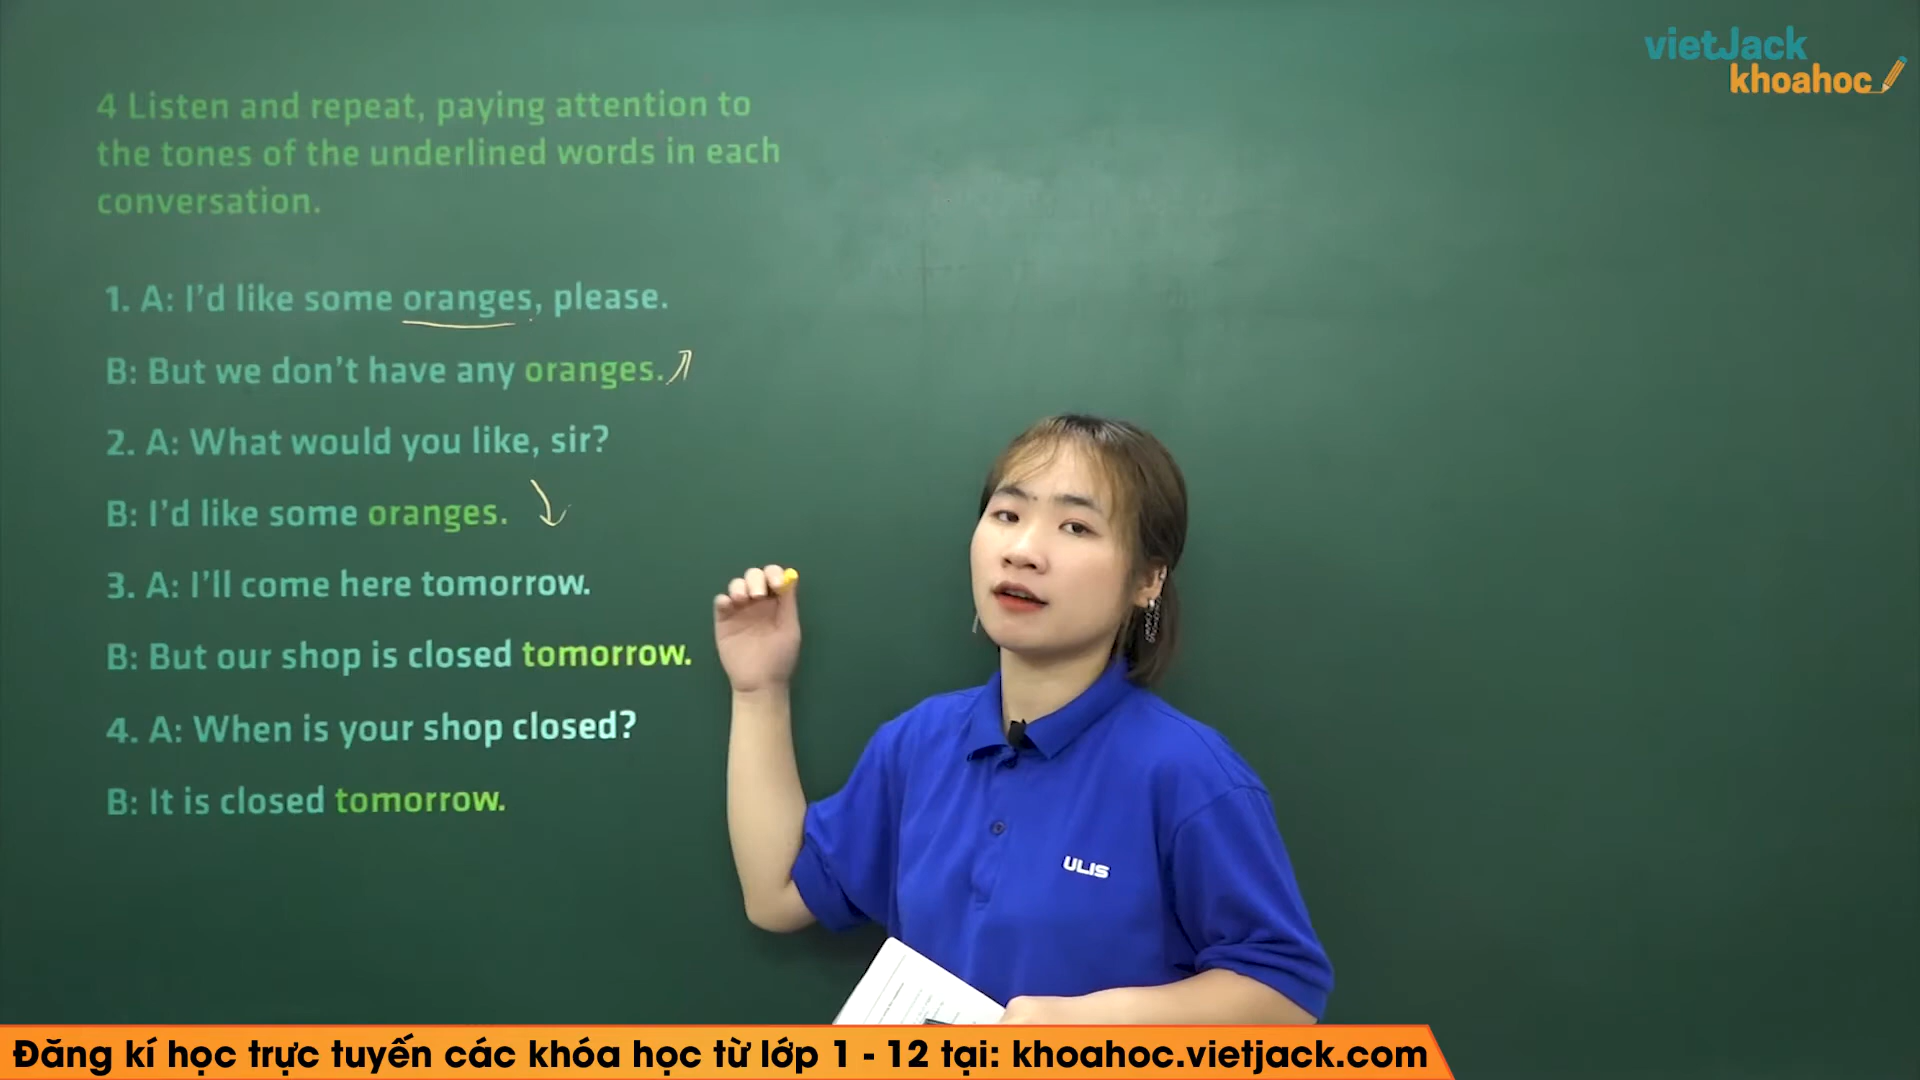 vietJack
khoahoc
4 Listen and repeat, paying attention to
the tones of the underlined words in each
conversation.
1. A: I'd like some oranges, please.
B: But we don't have any oranges.
2. A: What would you like, sir?
B: I'd like some oranges.
3. A: I'll come here tomorrow.
B: But our shop is closed tomorrow.
4. A: When is your shop closed?
B: It is closed tomorrow.
ULIS
Đăng kí học trực tuyến các khóa học từ lớp 1 - 12 tại: khoahoc.vietjack.com